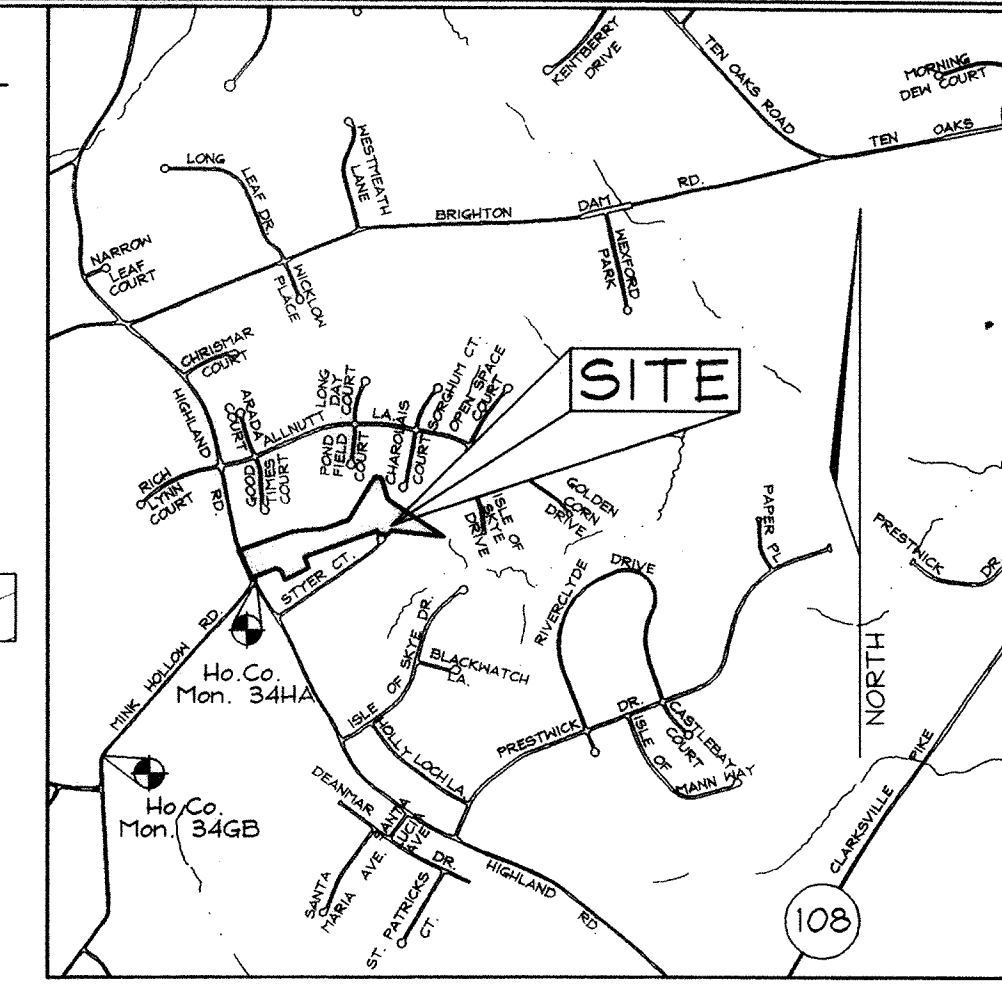 KENTBERRY
DRIVE
TEN OAKS ROAD
MORNING
DEW COURT
TEN OAKS
LONG
LEAF DR.
WESTMEATH
LANE
BRIGHTON DAM RD.
WEXFORD
PARK
NARROW
LEAF
COURT
WICKLOW
PLACE
CHRISMAR
COURT
HIGHLAND RD.
ARADA
COURT
ALLNUTT LA.
LONG
DAY
COURT
SORGHUM CT.
OPEN SPACE
COURT
SITE
RICH
LYNN
COURT
GOOD
TIMES
COURT
POND
FIELD
COURT
CHAROLAIS
COURT
ISLE OF
SKYE
DRIVE
GOLDEN
CORN
DRIVE
PAPER PL.
PRESTWICK DR.
STYER CT.
RIVERCLYDE DRIVE
MINK HOLLOW RD.
Ho.Co.
Mon. 34HA
ISLE OF SKYE DR.
BLACKWATCH
LA.
NORTH
HOLLY LOCH LA.
PRESTWICK DR.
CASTLEBAY
COURT
ISLE OF
MANN WAY
Ho.Co.
Mon. 34GB
DEANMAR DR.
SANTA
LUCIA
AVE.
SANTA
MARIA AVE.
ST. PATRICKS
CT.
HIGHLAND RD.
CLARKSVILLE PIKE
108